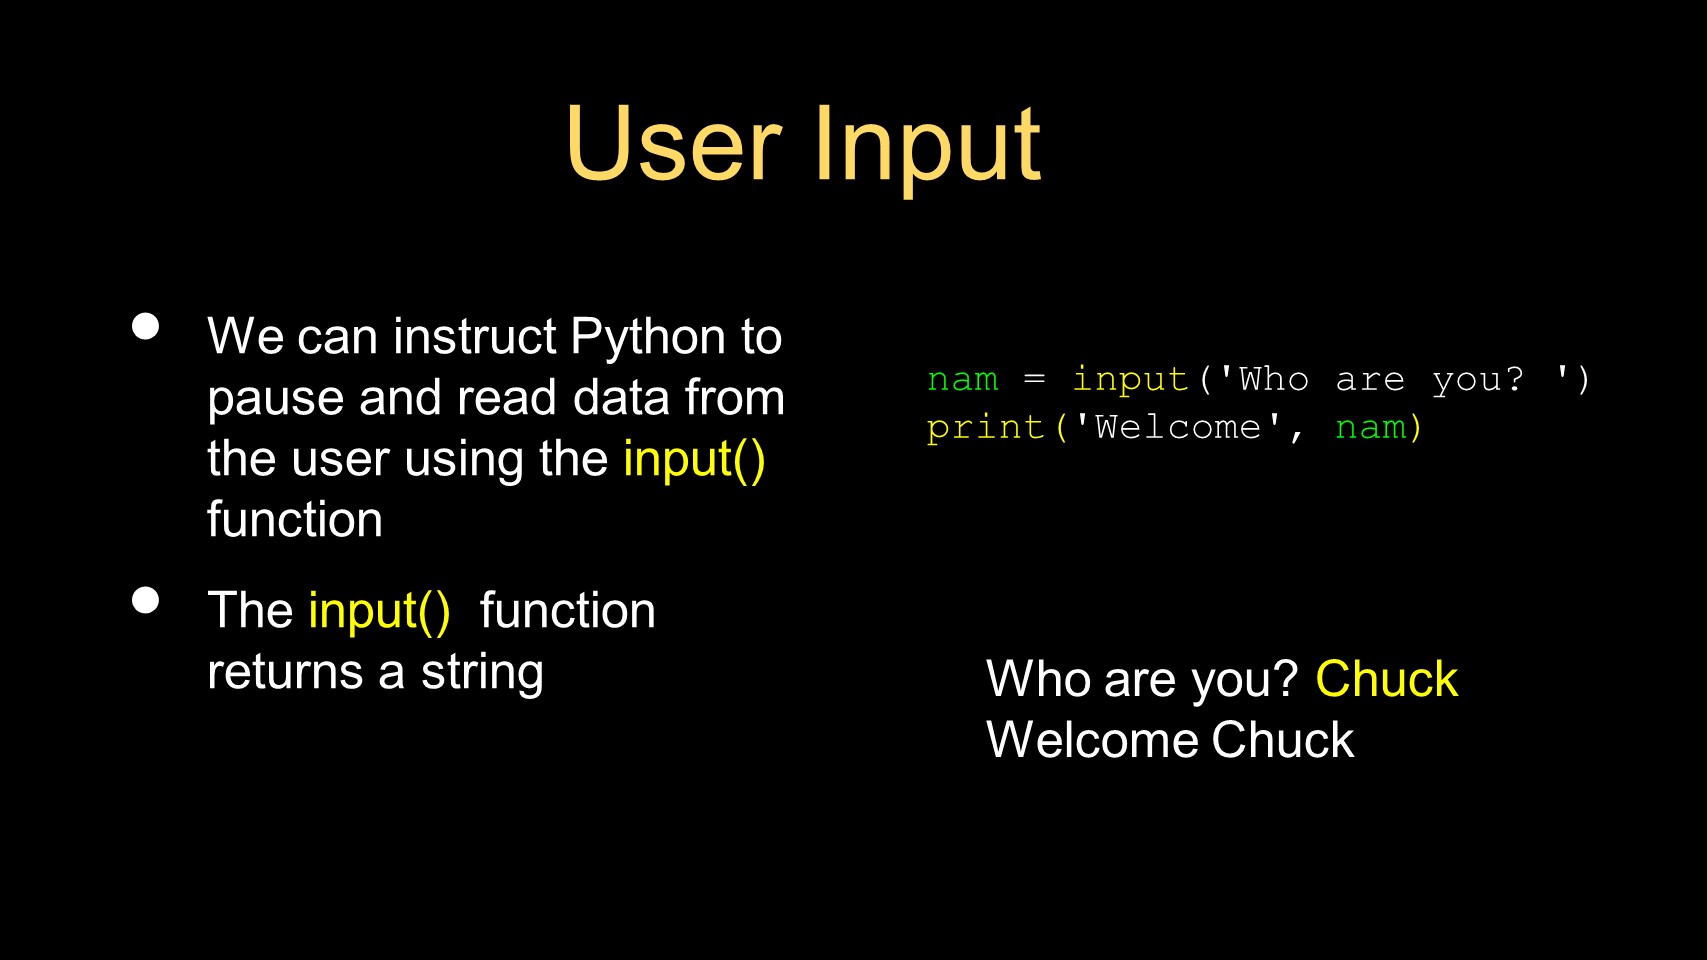 User Input
• We can instruct Python to
pause and read data from
the user using the input()
function
• The input()  function
returns a string
nam = input('Who are you? ')
print('Welcome', nam)
Who are you? Chuck
Welcome Chuck